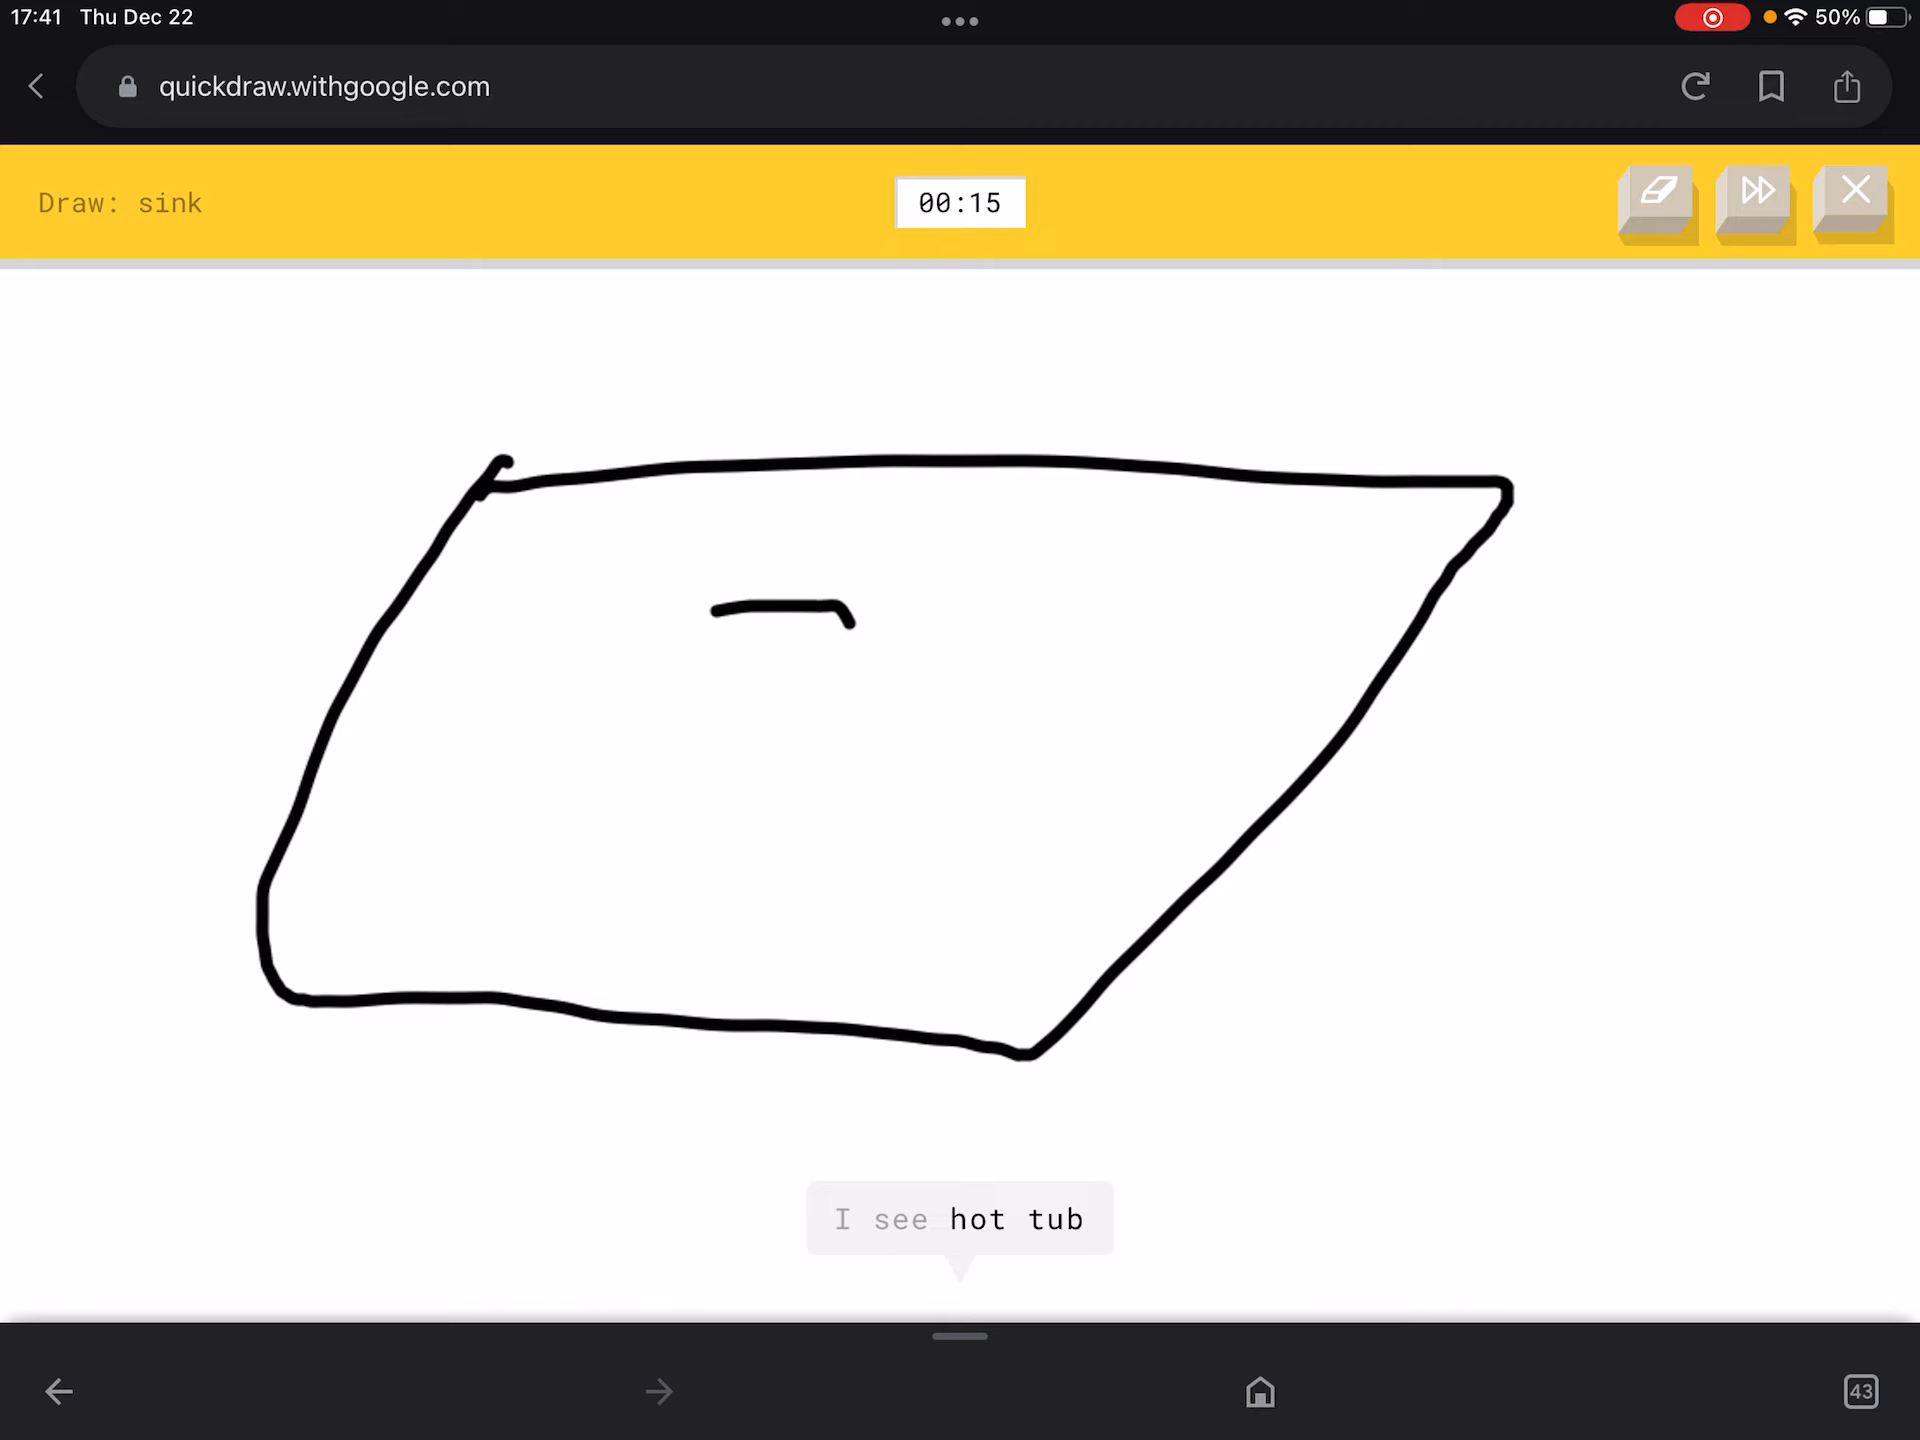 17:41 Thu Dec 22
50%
quickdraw.withgoogle.com
Draw: sink
00:15
I see hot tub
43